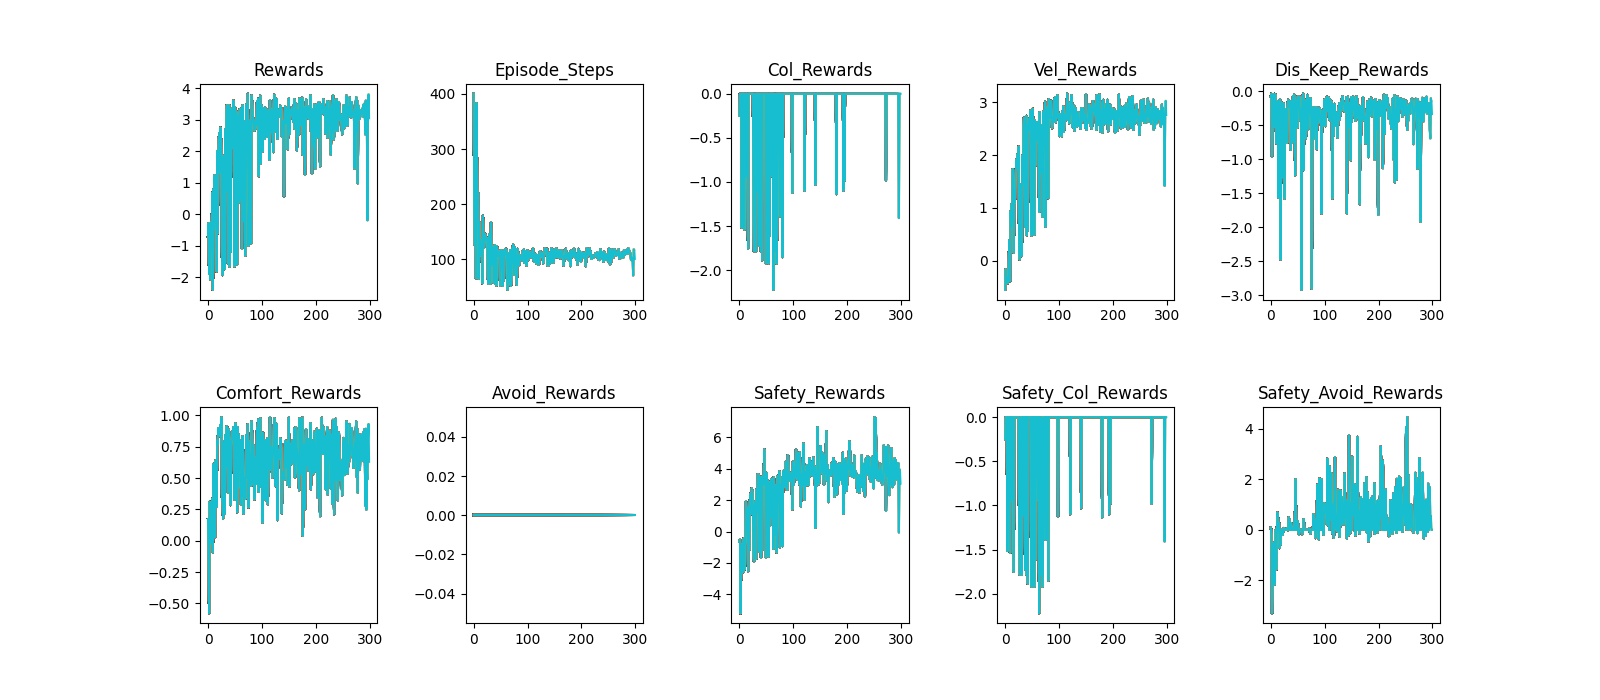 Rewards
4
3
2
1
0
−1
−2
0 100 200 300
Episode_Steps
400
300
200
100
0 100 200 300
Col_Rewards
0.0
−0.5
−1.0
−1.5
−2.0
0 100 200 300
Vel_Rewards
3
2
1
0
0 100 200 300
Dis_Keep_Rewards
0.0
−0.5
−1.0
−1.5
−2.0
−2.5
−3.0
0 100 200 300
Comfort_Rewards
1.00
0.75
0.50
0.25
0.00
−0.25
−0.50
0 100 200 300
Avoid_Rewards
0.04
0.02
0.00
−0.02
−0.04
0 100 200 300
Safety_Rewards
6
4
2
0
−2
−4
0 100 200 300
Safety_Col_Rewards
0.0
−0.5
−1.0
−1.5
−2.0
0 100 200 300
Safety_Avoid_Rewards
4
2
0
−2
0 100 200 300